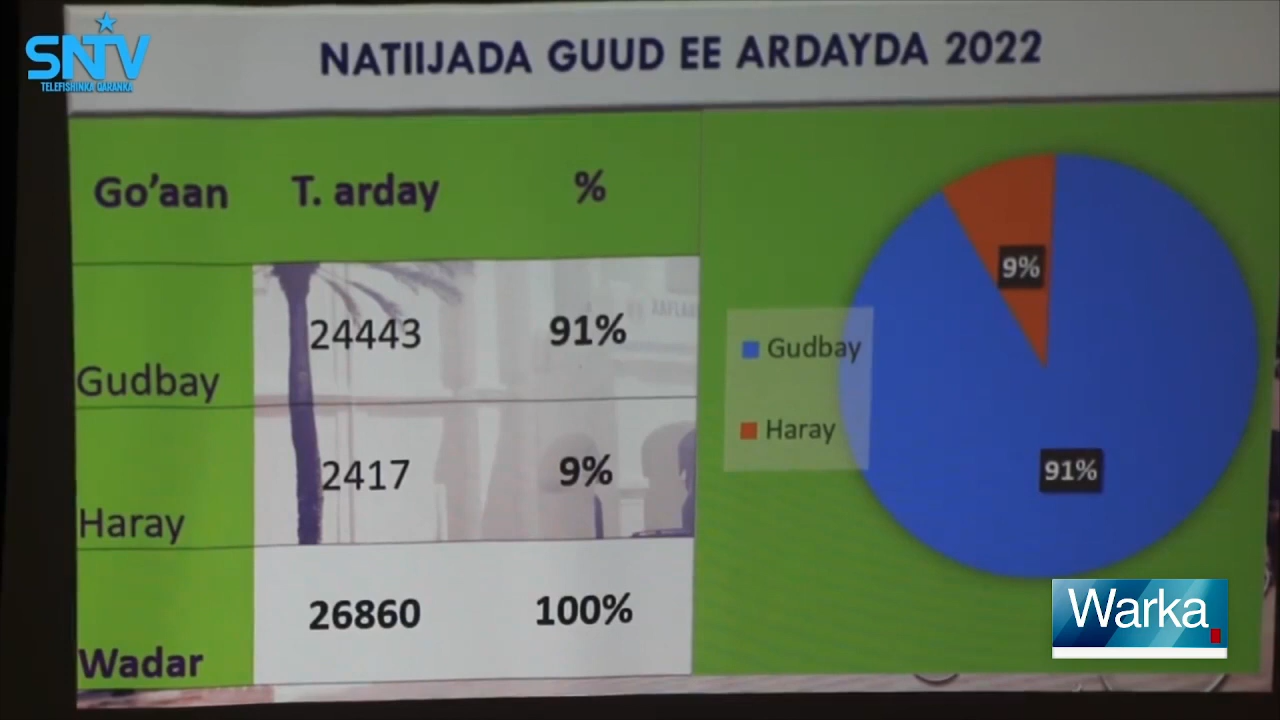 SNTV
TELEFISHINKA QARANKA
NATIIJADA GUUD EE ARDAYDA 2022
Go'aan T. arday %
Gudbay 24443 91%
Haray 2417 9%
Wadar 26860 100%
9%
Gudbay
Haray
91%
Warka